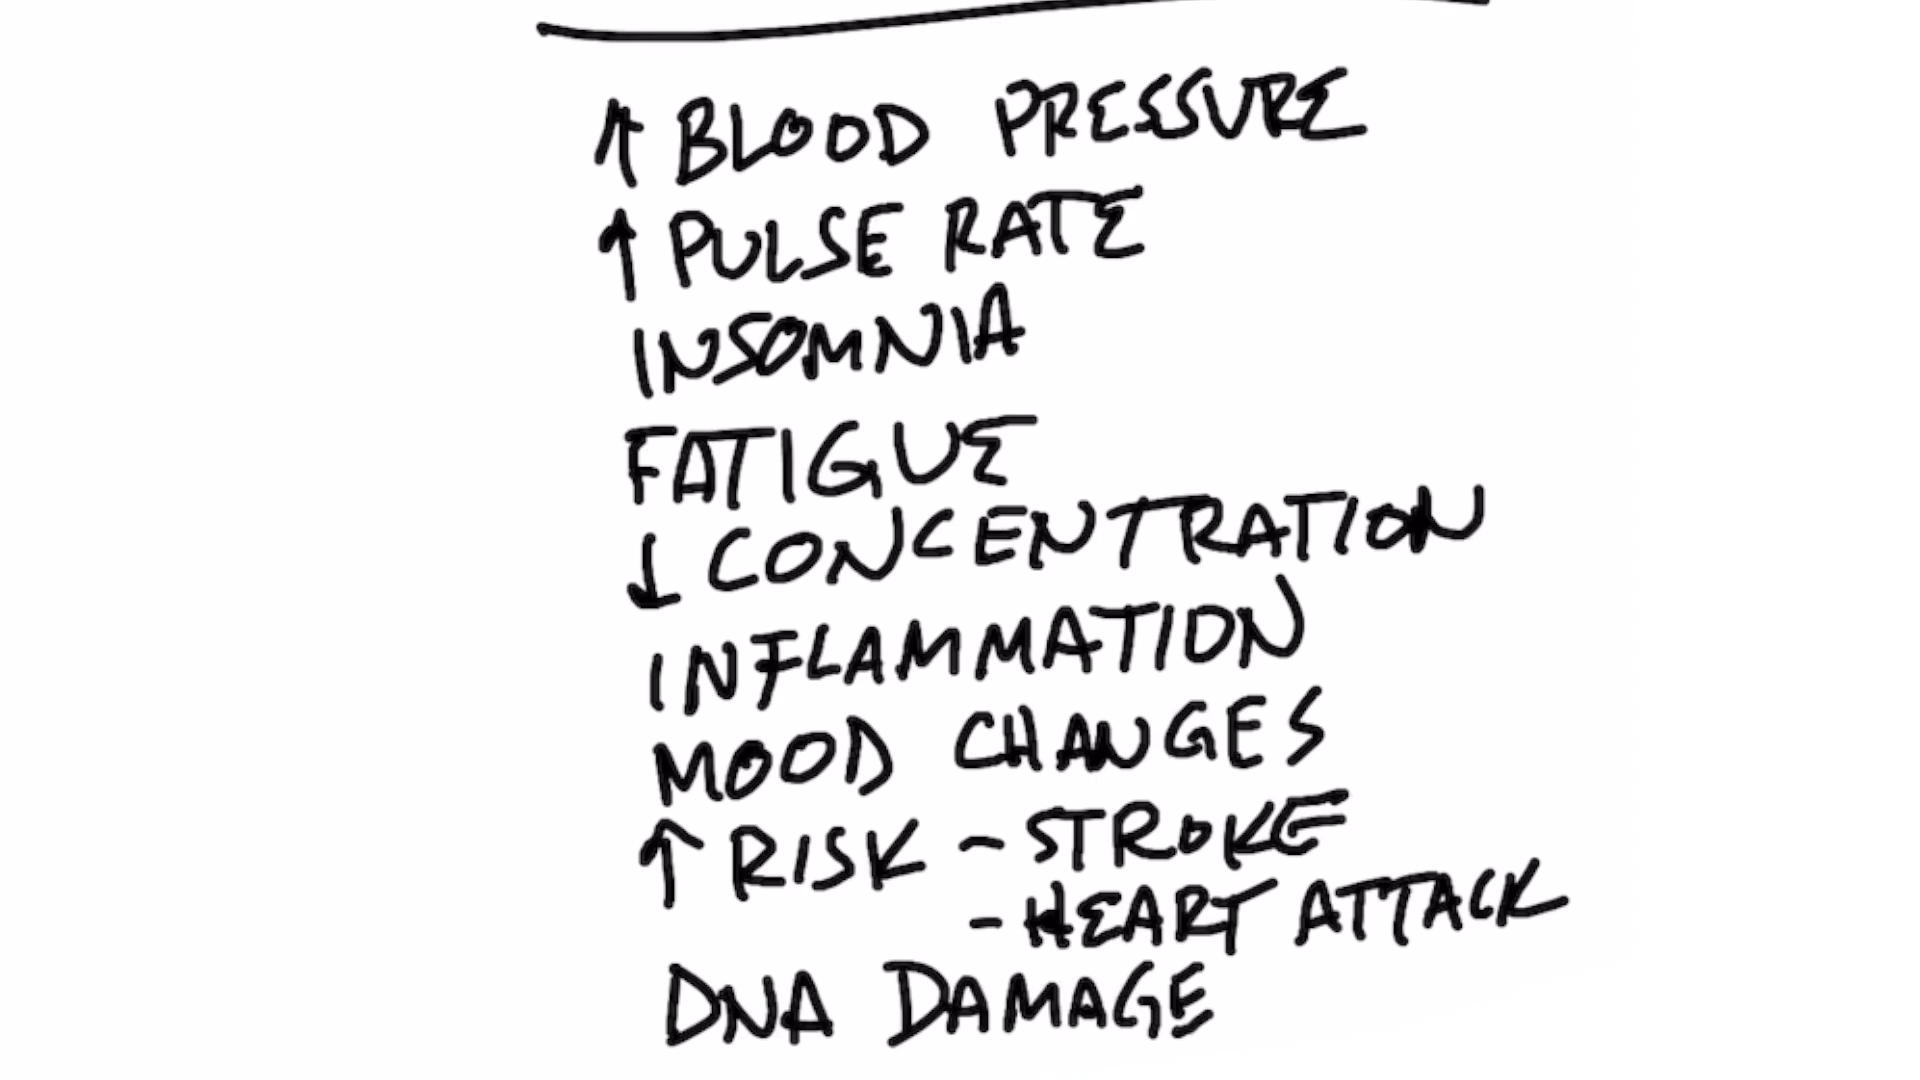 ↑ BLOOD PRESSURE
↑ PULSE RATE
INSOMNIA
FATIGUE
↓ CONCENTRATION
INFLAMMATION
MOOD CHANGES
↑ RISK - STROKE
- HEART ATTACK
DNA DAMAGE